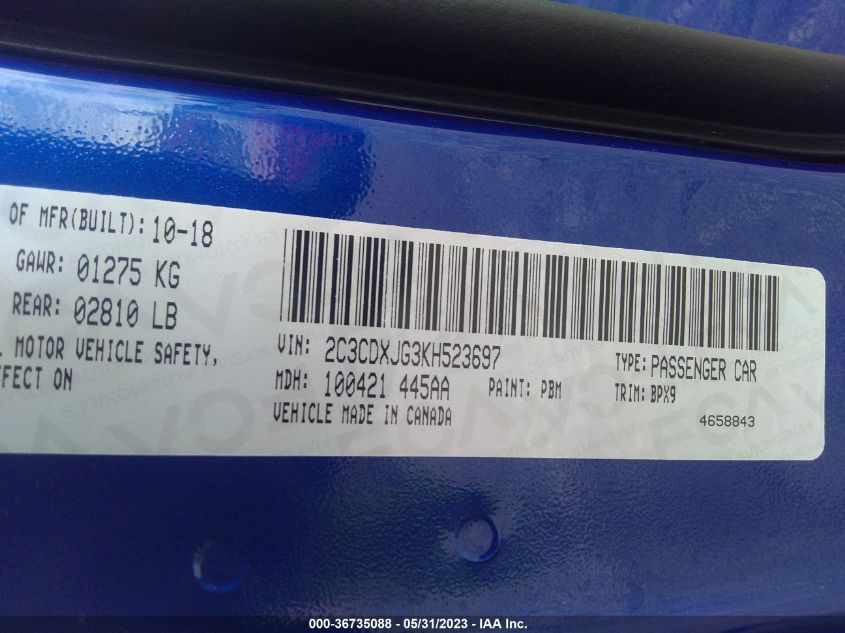 OF MFR(BUILT): 10-18
GAWR: 01275 KG
REAR: 02810 LB
MOTOR VEHICLE SAFETY,
ON
VIN: 2C3CDXJG3KH523697
TYPE: PASSENGER CAR
MDH: 100421 445AA PAINT: PBM
TRIM: BPX9
VEHICLE MADE IN CANADA
4658843
000-36735088 - 05/31/2023 - IAA Inc.